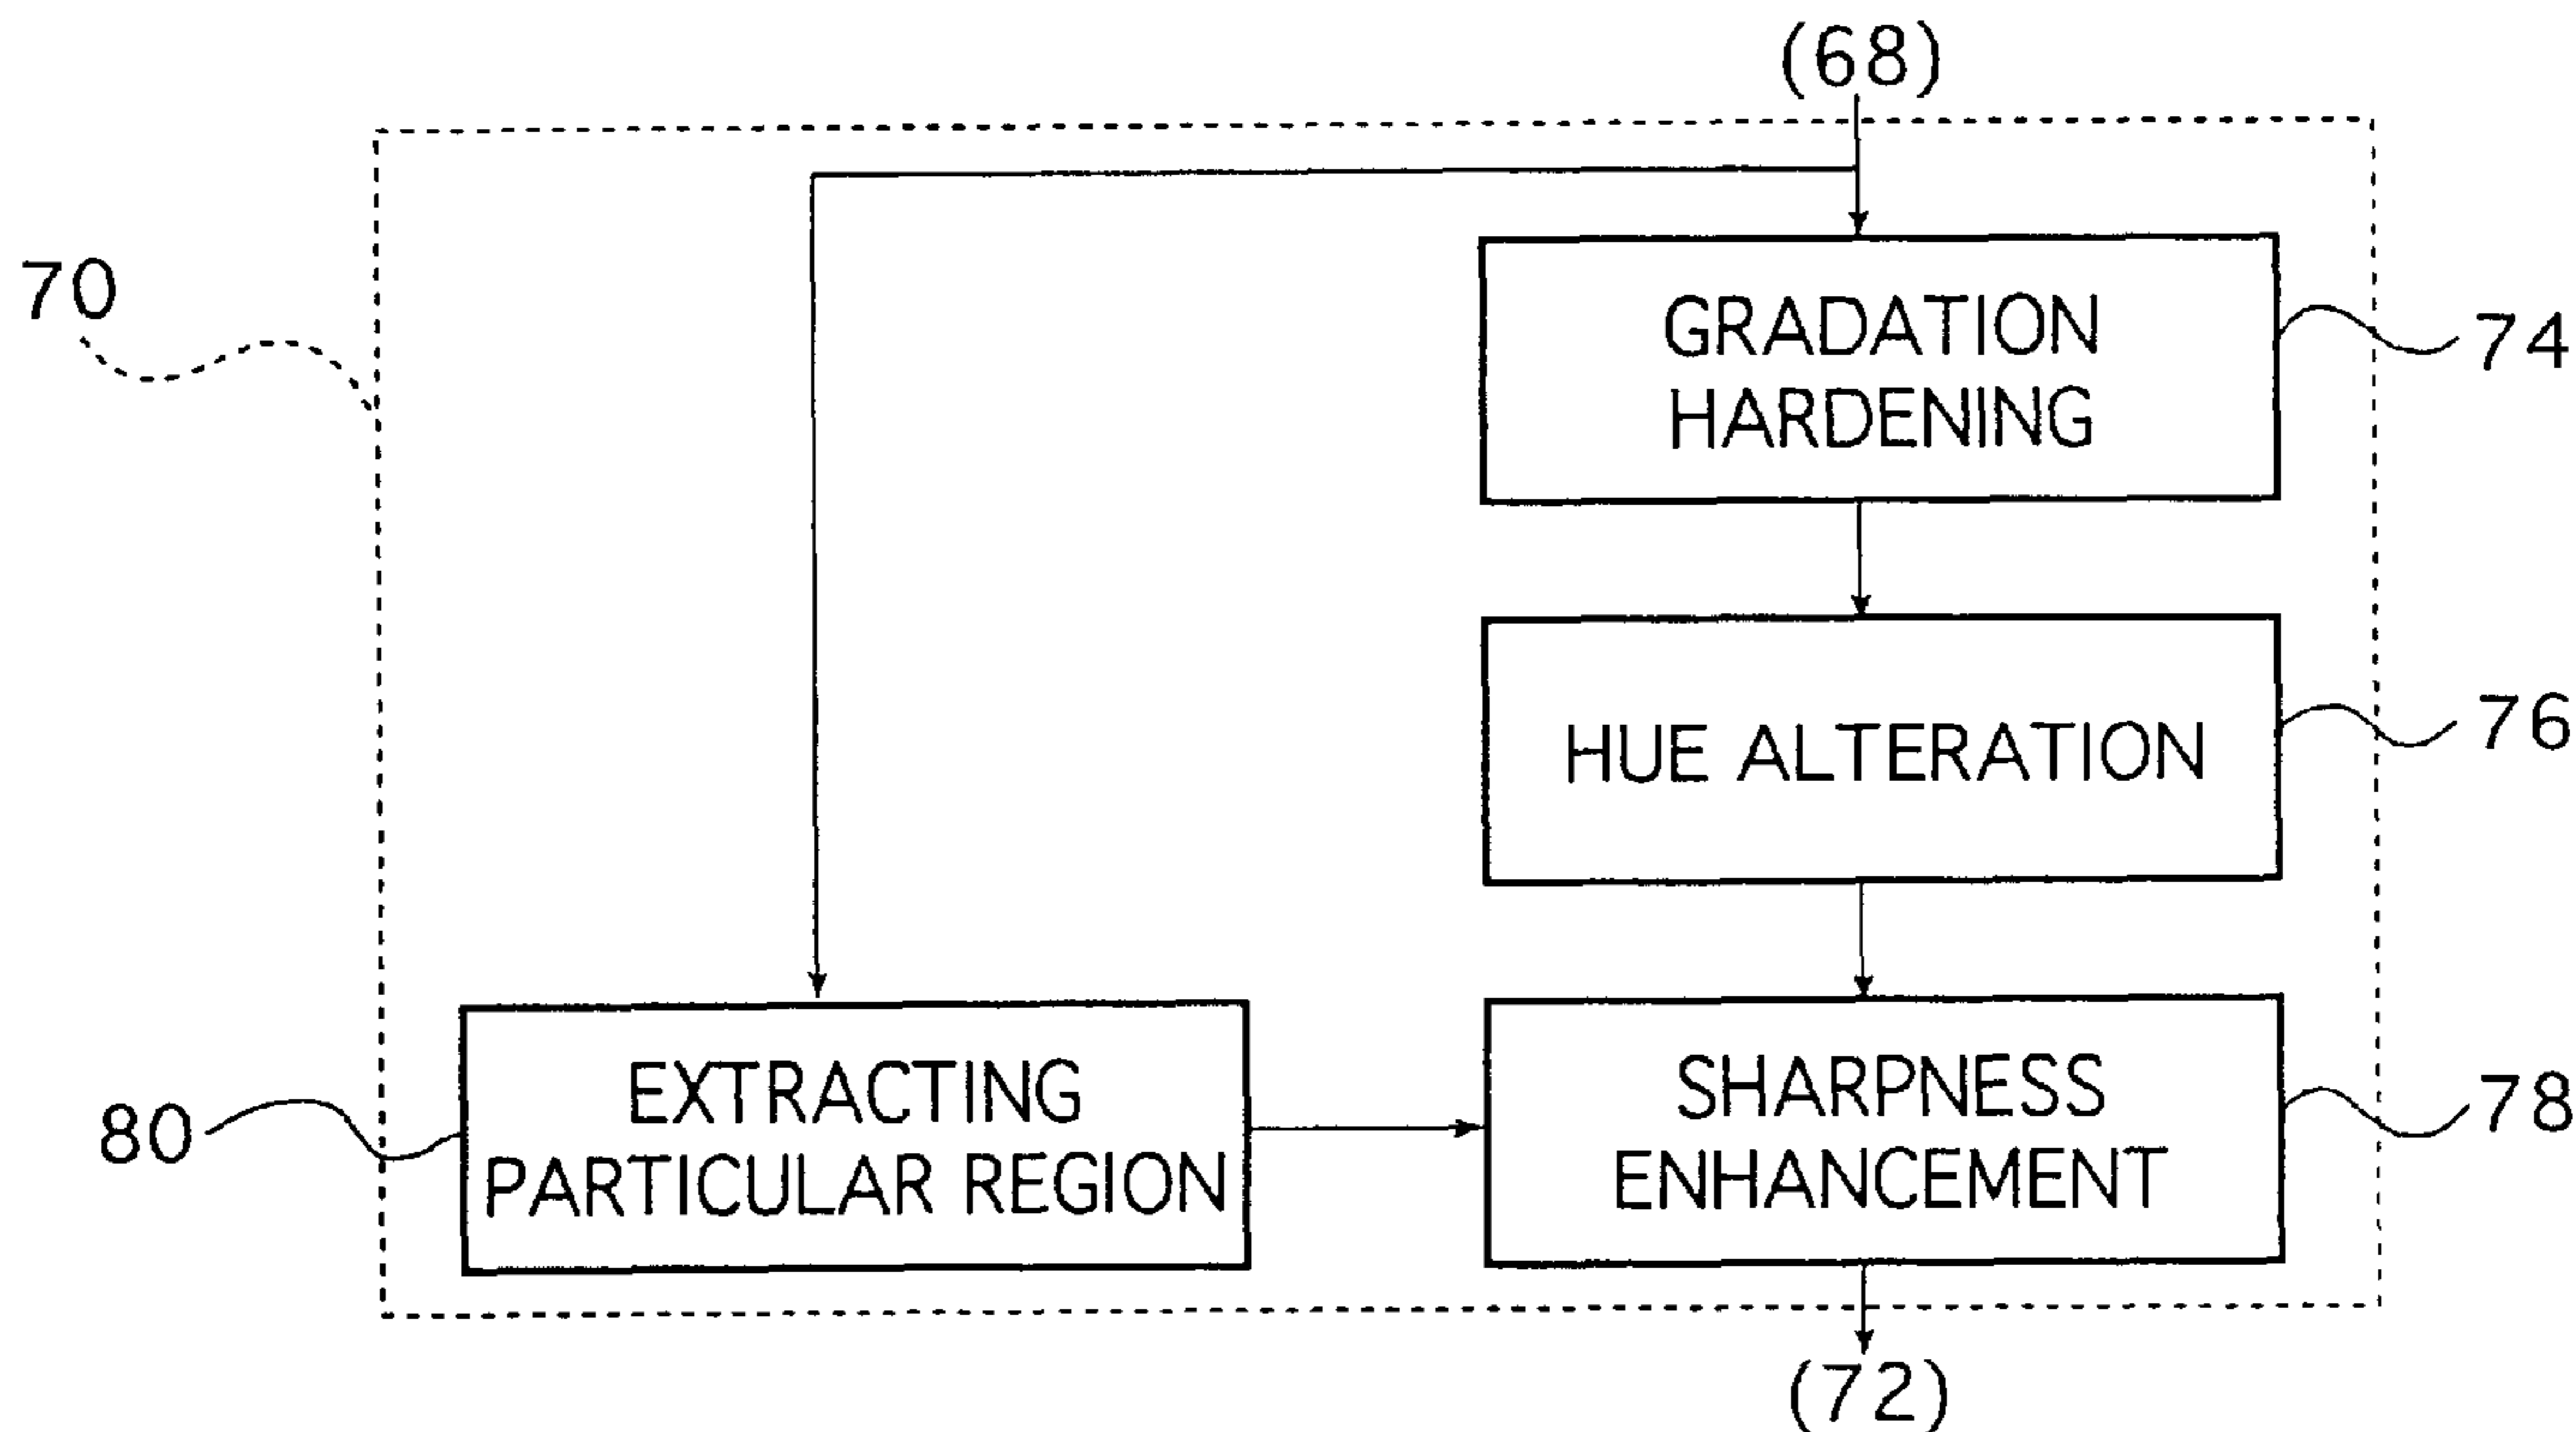 (68)
70
GRADATION
HARDENING
74
HUE ALTERATION
76
EXTRACTING
PARTICULAR REGION
80
SHARPNESS
ENHANCEMENT
78
(72)